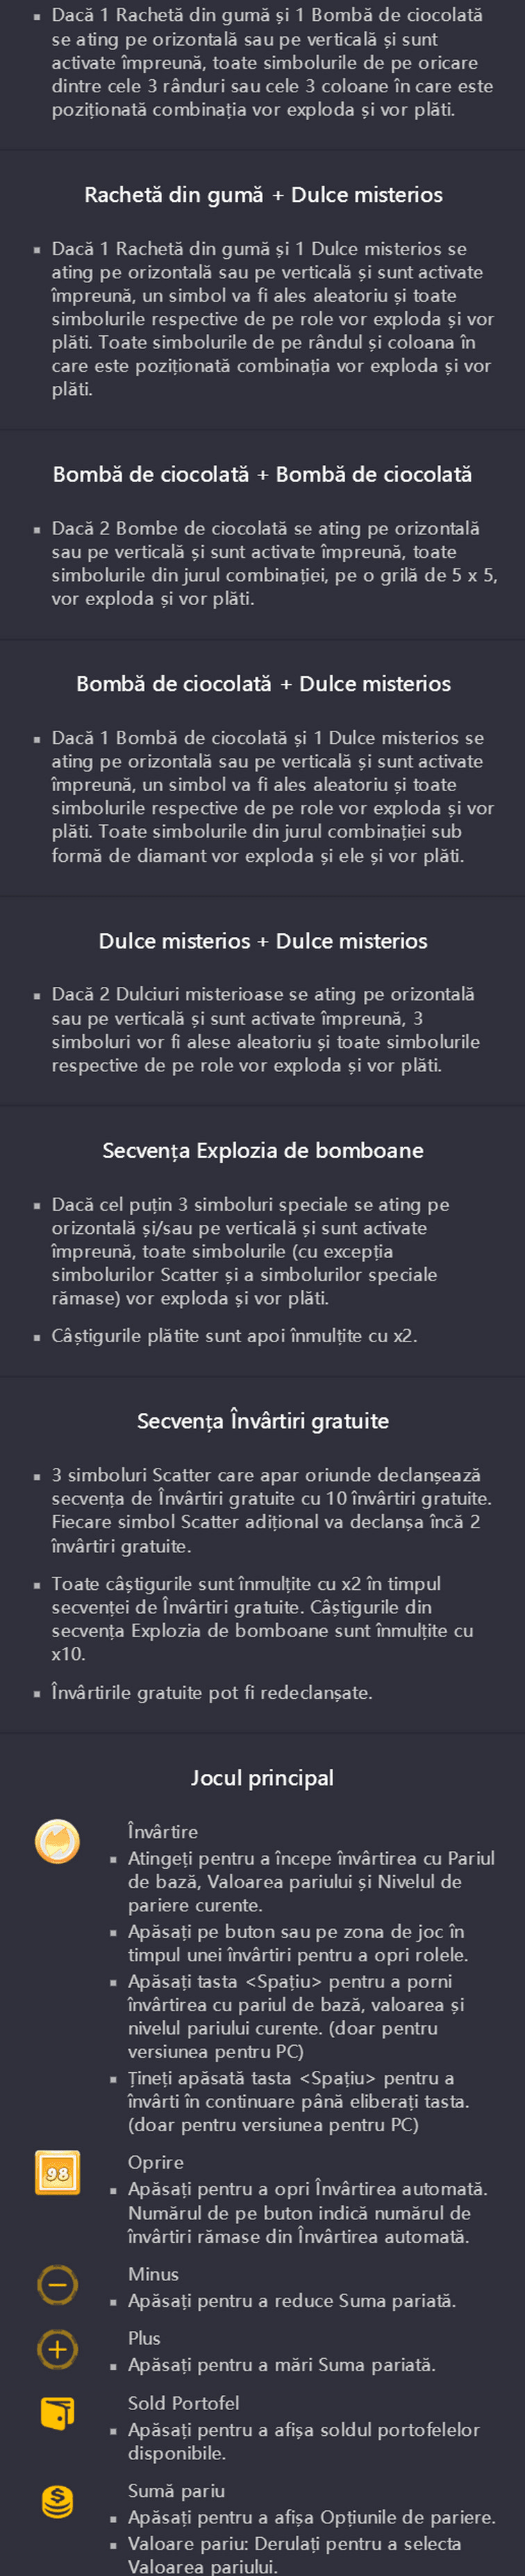 Dacă 1 Rachetă din gumă și 1 Bombă de ciocolată
se ating pe orizontală sau pe verticală și sunt
activate împreună, toate simbolurile de pe oricare
dintre cele 3 rânduri sau cele 3 coloane în care este
poziționată combinația vor exploda și vor plăti.
Rachetă din gumă + Dulce misterios
Dacă 1 Rachetă din gumă și 1 Dulce misterios se
ating pe orizontală sau pe verticală și sunt activate
împreună, un simbol va fi ales aleatoriu și toate
simbolurile respective de pe role vor exploda și vor
plăti. Toate simbolurile de pe rândul și coloana în
care este poziționată combinația vor exploda și vor
plăti.
Bombă de ciocolată + Bombă de ciocolată
Dacă 2 Bombe de ciocolată se ating pe orizontală
sau pe verticală și sunt activate împreună, toate
simbolurile din jurul combinației, pe o grilă de 5 x 5,
vor exploda și vor plăti.
Bombă de ciocolată + Dulce misterios
Dacă 1 Bombă de ciocolată și 1 Dulce misterios se
ating pe orizontală sau pe verticală și sunt activate
împreună, un simbol va fi ales aleatoriu și toate
simbolurile respective de pe role vor exploda și vor
plăti. Toate simbolurile din jurul combinației sub
formă de diamant vor exploda și ele și vor plăti.
Dulce misterios + Dulce misterios
Dacă 2 Dulciuri misterioase se ating pe orizontală
sau pe verticală și sunt activate împreună, 3
simboluri vor fi alese aleatoriu și toate simbolurile
respective de pe role vor exploda și vor plăti.
Secvența Explozia de bomboane
Dacă cel puțin 3 simboluri speciale se ating pe
orizontală și/sau pe verticală și sunt activate
împreună, toate simbolurile (cu excepția
simbolurilor Scatter și a simbolurilor speciale
rămase) vor exploda și vor plăti.
Câștigurile plătite sunt apoi înmulțite cu x2.
Secvența Învârtiri gratuite
3 simboluri Scatter care apar oriunde declanșează
secvența de Învârtiri gratuite cu 10 învârtiri gratuite.
Fiecare simbol Scatter adițional va declanșa încă 2
învârtiri gratuite.
Toate câștigurile sunt înmulțite cu x2 în timpul
secvenței de Învârtiri gratuite. Câștigurile din
secvența Explozia de bomboane sunt înmulțite cu
x10.
Învârtirile gratuite pot fi redeclanșate.
Jocul principal
Învârtire
Atingeți pentru a începe învârtirea cu Pariul
de bază, Valoarea pariului și Nivelul de
pariere curente.
Apăsați pe buton sau pe zona de joc în
timpul unei învârtiri pentru a opri rolele.
Apăsați tasta <Spațiu> pentru a porni
învârtirea cu pariul de bază, valoarea și
nivelul pariului curente. (doar pentru
versiunea pentru PC)
Țineți apăsată tasta <Spațiu> pentru a
învârti în continuare până eliberați tasta.
(doar pentru versiunea pentru PC)
98
Oprire
Apăsați pentru a opri Învârtirea automată.
Numărul de pe buton indică numărul de
învârtiri rămase din Învârtirea automată.
Minus
Apăsați pentru a reduce Suma pariată.
Plus
Apăsați pentru a mări Suma pariată.
Sold Portofel
Apăsați pentru a afișa soldul portofelelor
disponibile.
Sumă pariu
Apăsați pentru a afișa Opțiunile de pariere.
Valoare pariu: Derulați pentru a selecta
Valoarea pariului.